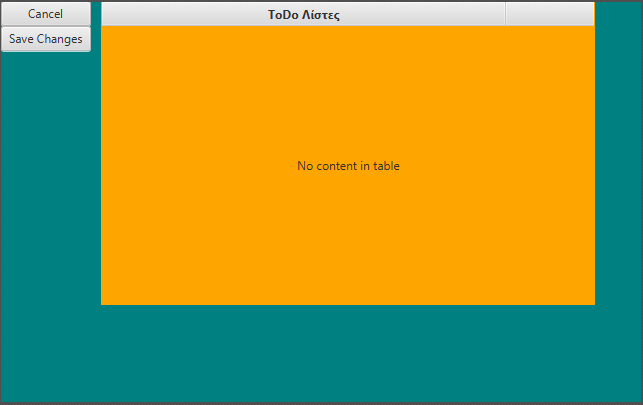 Cancel
ToDo Λίστες
Save Changes
No content in table